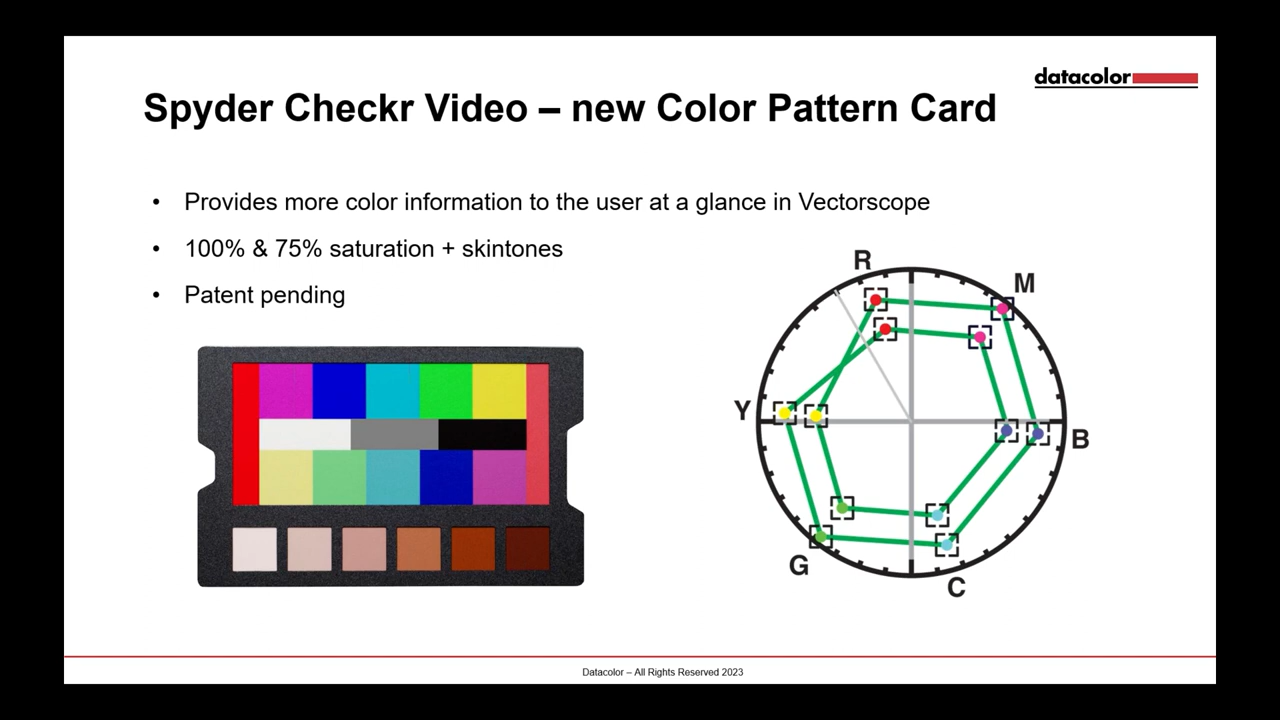 datacolor
Spyder Checkr Video – new Color Pattern Card
• Provides more color information to the user at a glance in Vectorscope
• 100% & 75% saturation + skintones
• Patent pending
R
M
Y
B
G
C
Datacolor – All Rights Reserved 2023